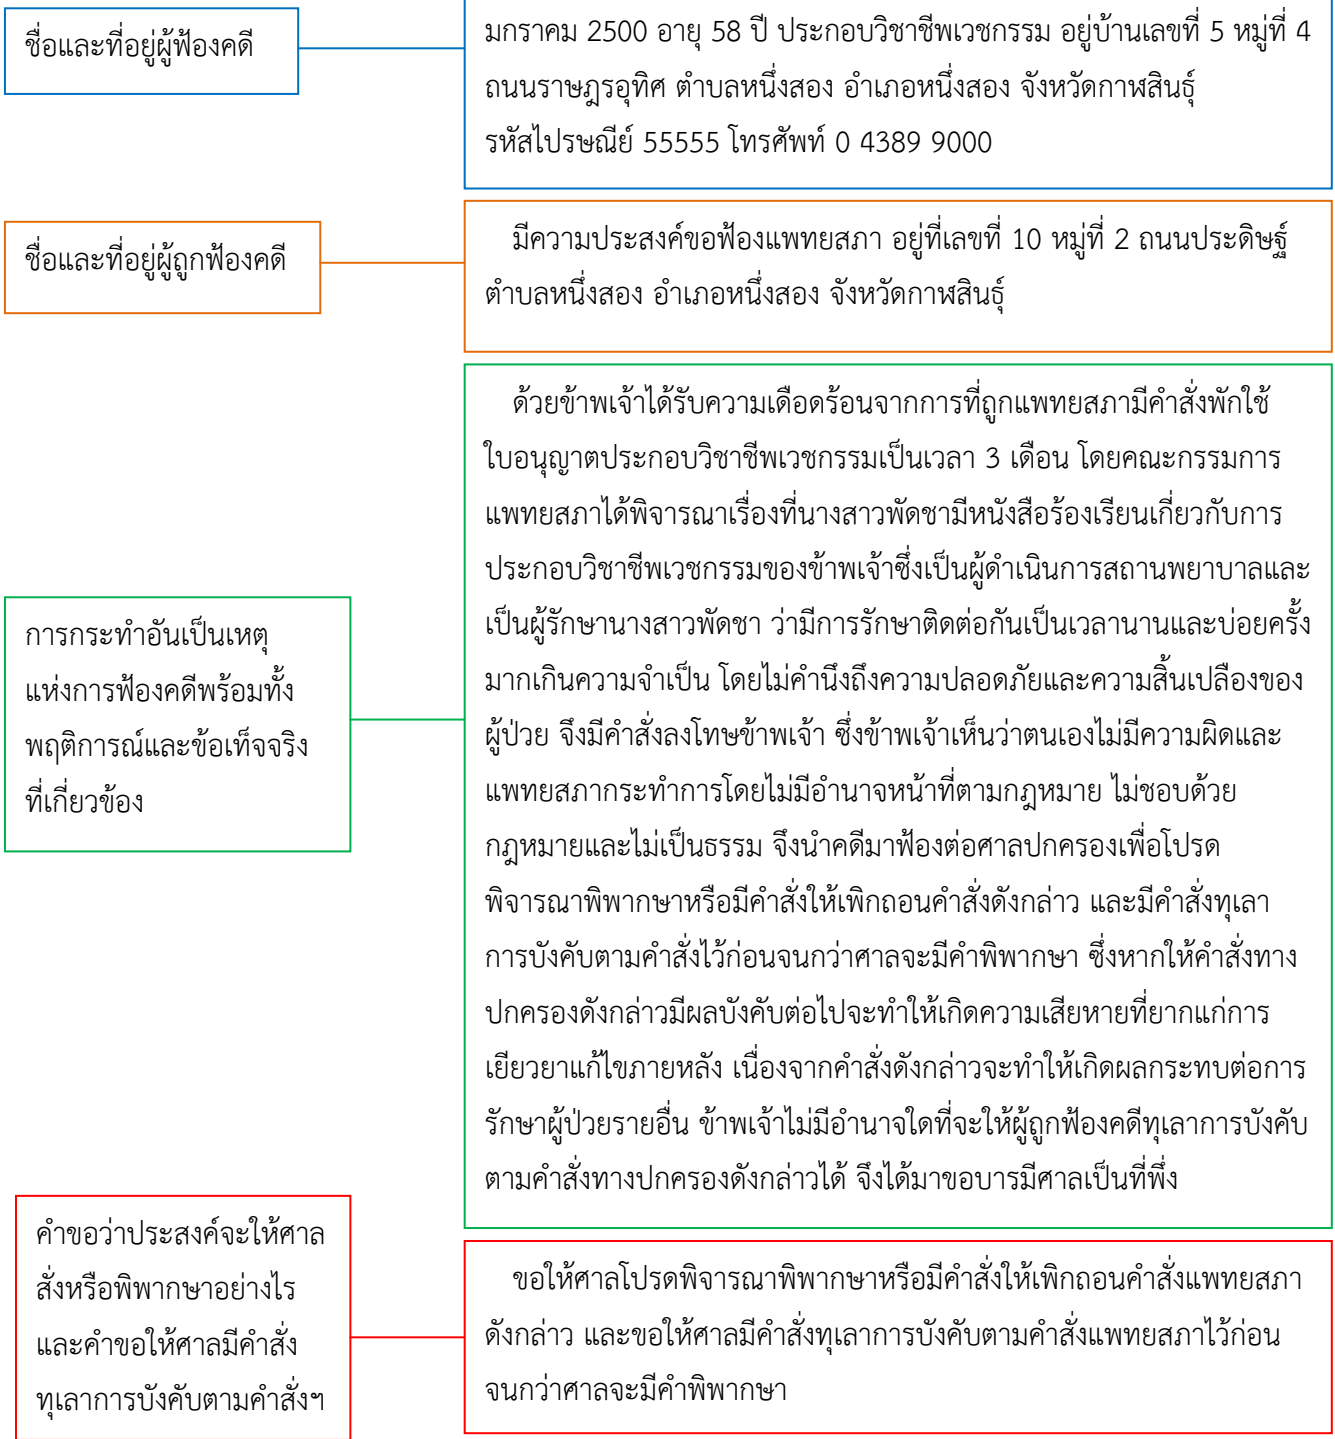 ชื่อและที่อยู่ผู้ฟ้องคดี
มกราคม 2500 อายุ 58 ปี ประกอบวิชาชีพเวชกรรม อยู่บ้านเลขที่ 5 หมู่ที่ 4
ถนนราษฎรอุทิศ ตำบลหนึ่งสอง อำเภอหนึ่งสอง จังหวัดกาฬสินธุ์
รหัสไปรษณีย์ 55555 โทรศัพท์ 0 4389 9000
ชื่อและที่อยู่ผู้ถูกฟ้องคดี
มีความประสงค์ขอฟ้องแพทยสภา อยู่ที่เลขที่ 10 หมู่ที่ 2 ถนนประดิษฐ์
ตำบลหนึ่งสอง อำเภอหนึ่งสอง จังหวัดกาฬสินธุ์
การกระทำอันเป็นเหตุ
แห่งการฟ้องคดีพร้อมทั้ง
พฤติการณ์และข้อเท็จจริง
ที่เกี่ยวข้อง
ด้วยข้าพเจ้าได้รับความเดือดร้อนจากการที่ถูกแพทยสภามีคำสั่งพักใช้
ใบอนุญาตประกอบวิชาชีพเวชกรรมเป็นเวลา 3 เดือน โดยคณะกรรมการ
แพทยสภาได้พิจารณาเรื่องที่นางสาวพัดชามีหนังสือร้องเรียนเกี่ยวกับการ
ประกอบวิชาชีพเวชกรรมของข้าพเจ้าซึ่งเป็นผู้ดำเนินการสถานพยาบาลและ
เป็นผู้รักษานางสาวพัดชา ว่ามีการรักษาติดต่อกันเป็นเวลานานและบ่อยครั้ง
มากเกินความจำเป็น โดยไม่คำนึงถึงความปลอดภัยและความสิ้นเปลืองของ
ผู้ป่วย จึงมีคำสั่งลงโทษข้าพเจ้า ซึ่งข้าพเจ้าเห็นว่าตนเองไม่มีความผิดและ
แพทยสภากระทำการโดยไม่มีอำนาจหน้าที่ตามกฎหมาย ไม่ชอบด้วย
กฎหมายและไม่เป็นธรรม จึงนำคดีมาฟ้องต่อศาลปกครองเพื่อโปรด
พิจารณาพิพากษาหรือมีคำสั่งให้เพิกถอนคำสั่งดังกล่าว และมีคำสั่งทุเลา
การบังคับตามคำสั่งไว้ก่อนจนกว่าศาลจะมีคำพิพากษา ซึ่งหากให้คำสั่งทาง
ปกครองดังกล่าวมีผลบังคับต่อไปจะทำให้เกิดความเสียหายที่ยากแก่การ
เยียวยาแก้ไขภายหลัง เนื่องจากคำสั่งดังกล่าวจะทำให้เกิดผลกระทบต่อการ
รักษาผู้ป่วยรายอื่น ข้าพเจ้าไม่มีอำนาจใดที่จะให้ผู้ถูกฟ้องคดีทุเลาการบังคับ
ตามคำสั่งทางปกครองดังกล่าวได้ จึงได้มาขอบารมีศาลเป็นที่พึ่ง
คำขอว่าประสงค์จะให้ศาล
สั่งหรือพิพากษาอย่างไร
และคำขอให้ศาลมีคำสั่ง
ทุเลาการบังคับตามคำสั่งฯ
ขอให้ศาลโปรดพิจารณาพิพากษาหรือมีคำสั่งให้เพิกถอนคำสั่งแพทยสภา
ดังกล่าว และขอให้ศาลมีคำสั่งทุเลาการบังคับตามคำสั่งแพทยสภาไว้ก่อน
จนกว่าศาลจะมีคำพิพากษา